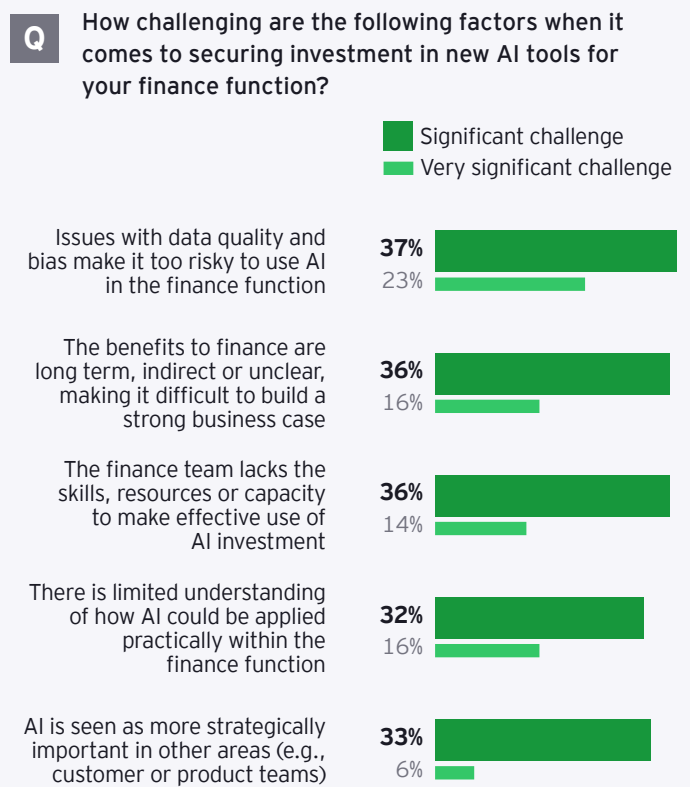 Q
How challenging are the following factors when it
comes to securing investment in new AI tools for
your finance function?
Significant challenge
Very significant challenge
Issues with data quality and
bias make it too risky to use AI
in the finance function
37%
23%
The benefits to finance are
long term, indirect or unclear,
making it difficult to build a
strong business case
36%
16%
The finance team lacks the
skills, resources or capacity
to make effective use of
AI investment
36%
14%
There is limited understanding
of how AI could be applied
practically within the
finance function
32%
16%
AI is seen as more strategically
important in other areas (e.g.,
customer or product teams)
33%
6%